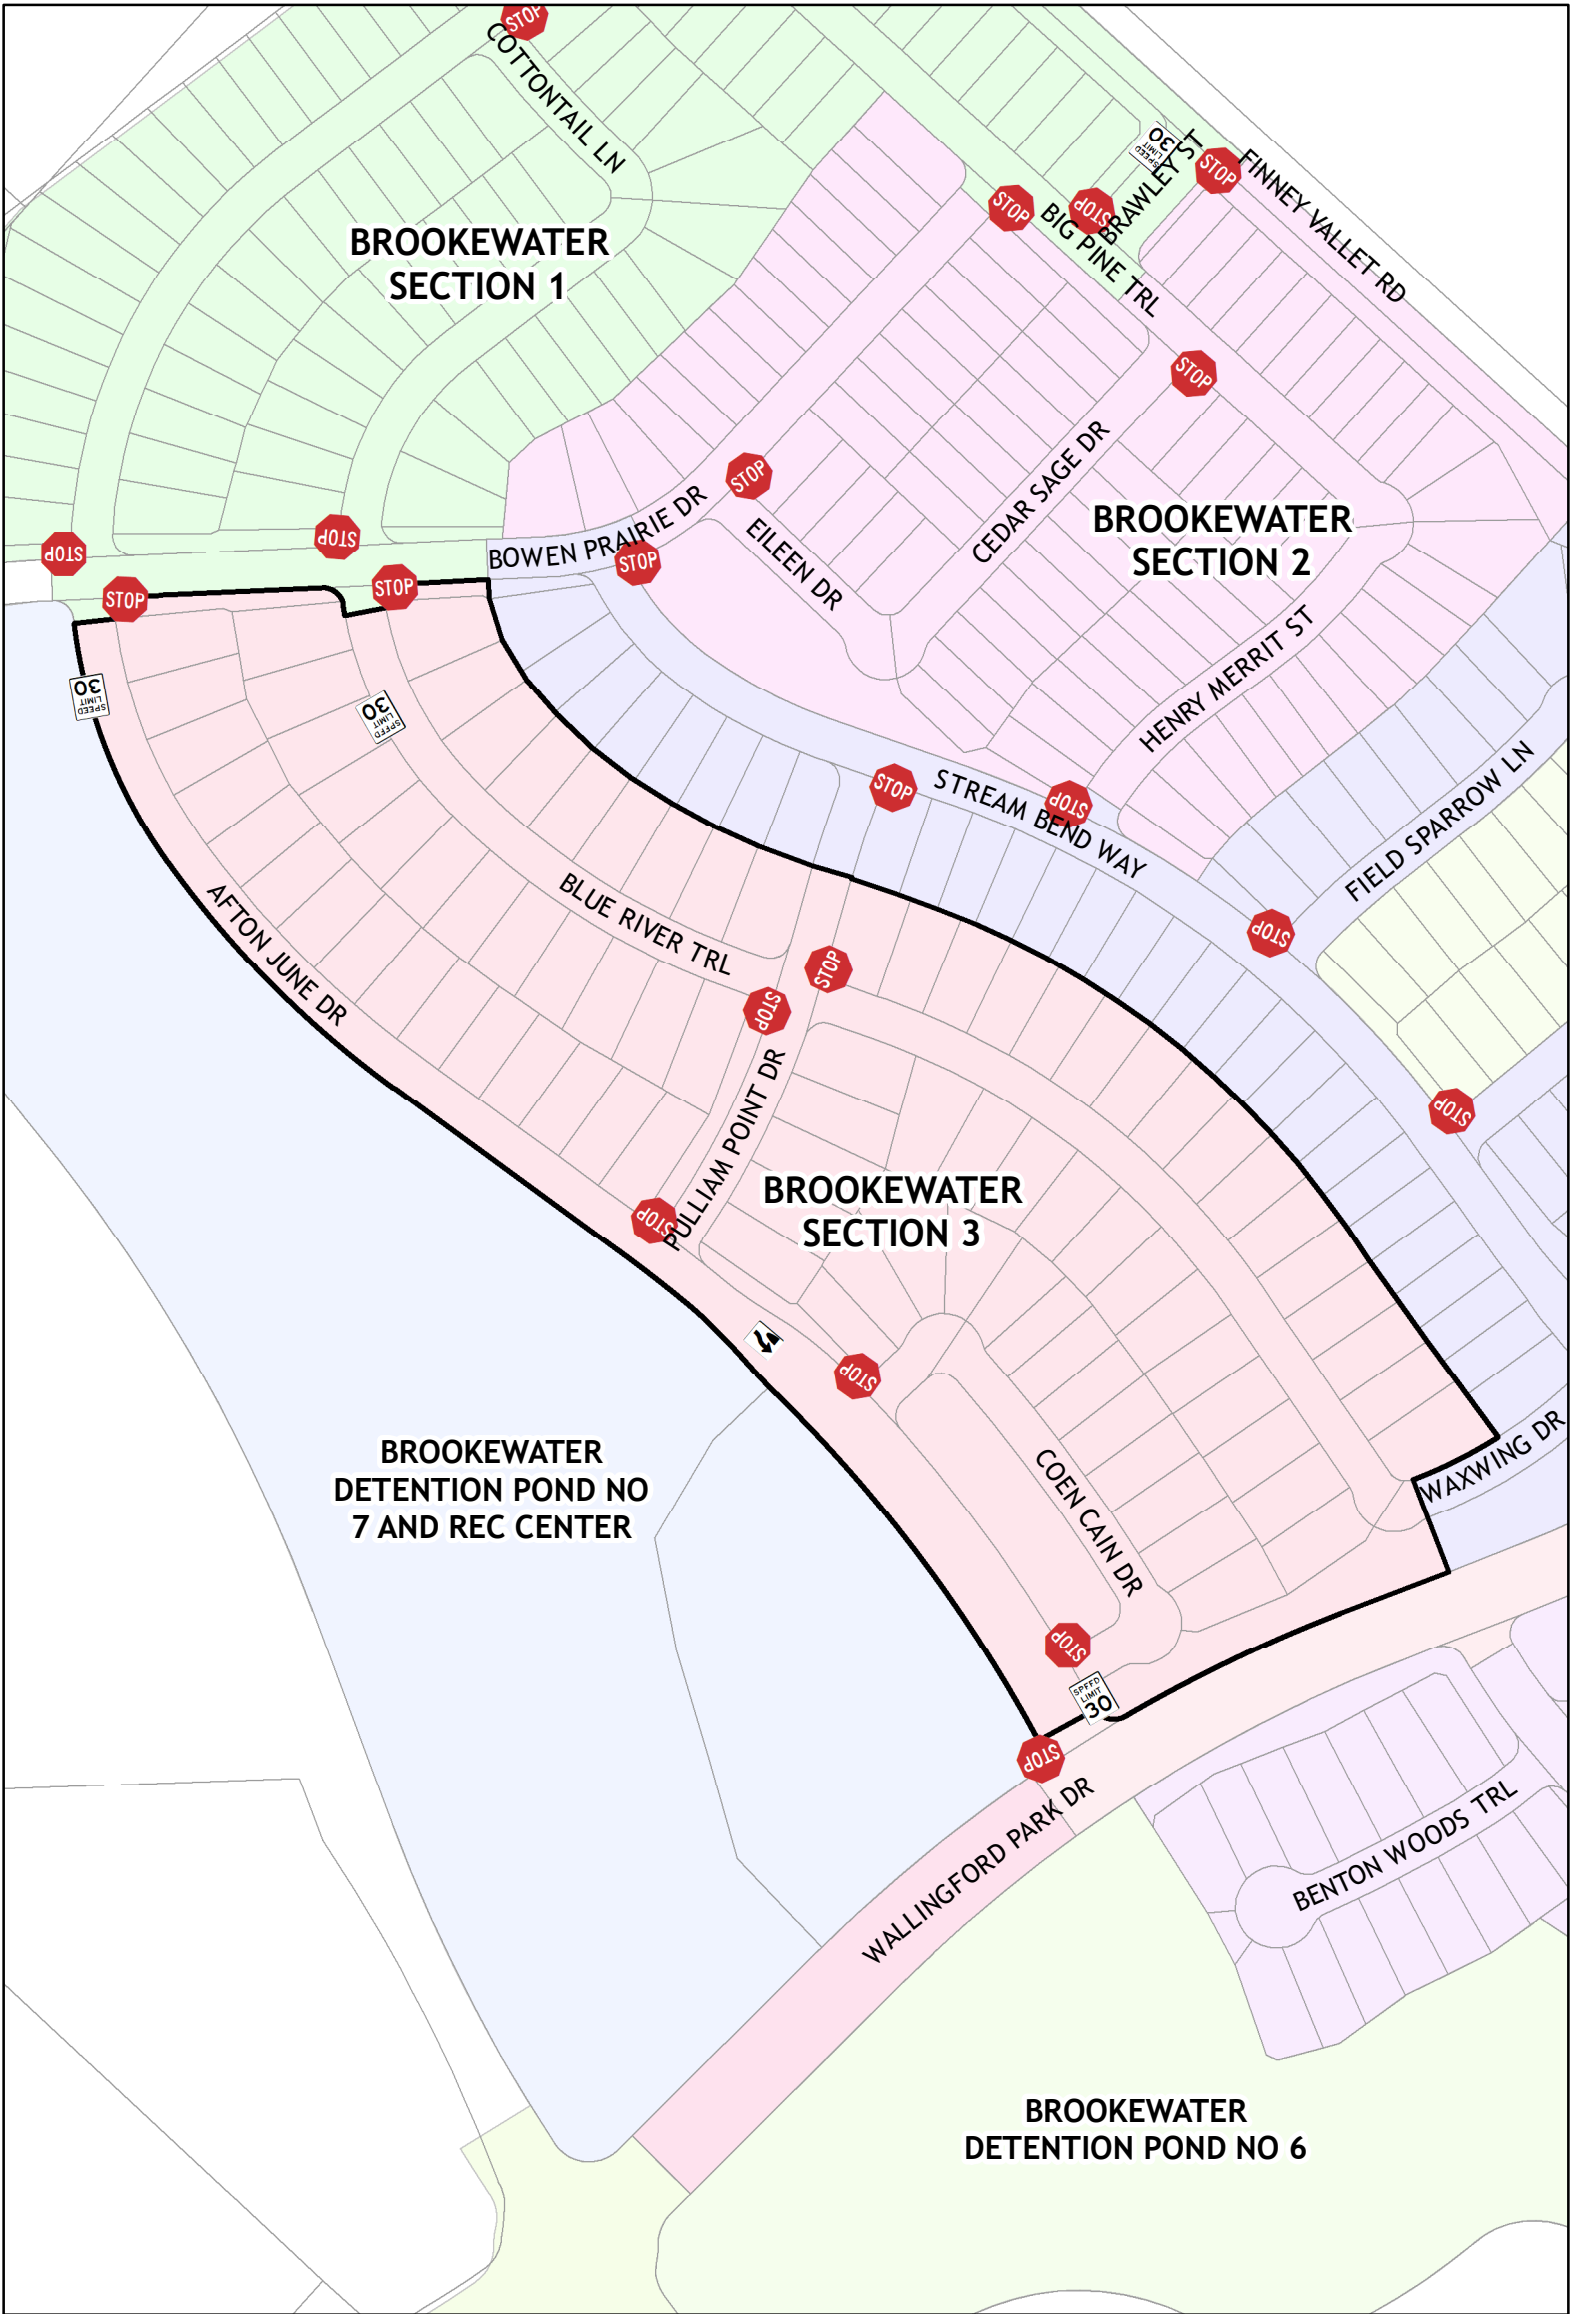 STOP
COTTONTAIL LN
SPEED
LIMIT
30
BRAWLEY ST
STOP
FINNEY VALLET RD
STOP
STOP
BIG PINE TRL
BROOKEWATER
SECTION 1
STOP
STOP
BOWEN PRAIRIE DR
EILEEN DR
CEDAR SAGE DR
BROOKEWATER
SECTION 2
STOP
STOP
STOP
STOP
STOP
HENRY MERRIT ST
SPEED
LIMIT
30
SPEED
LIMIT
30
STOP
STREAM BEND WAY
STOP
FIELD SPARROW LN
AFTON JUNE DR
BLUE RIVER TRL
STOP
STOP
STOP
PULLIAM POINT DR
STOP
BROOKEWATER
SECTION 3
STOP
STOP
BROOKEWATER
DETENTION POND NO
7 AND REC CENTER
COEN CAIN DR
WAXWING DR
STOP
SPEED
LIMIT
30
STOP
WALLINGFORD PARK DR
BENTON WOODS TRL
BROOKEWATER
DETENTION POND NO 6